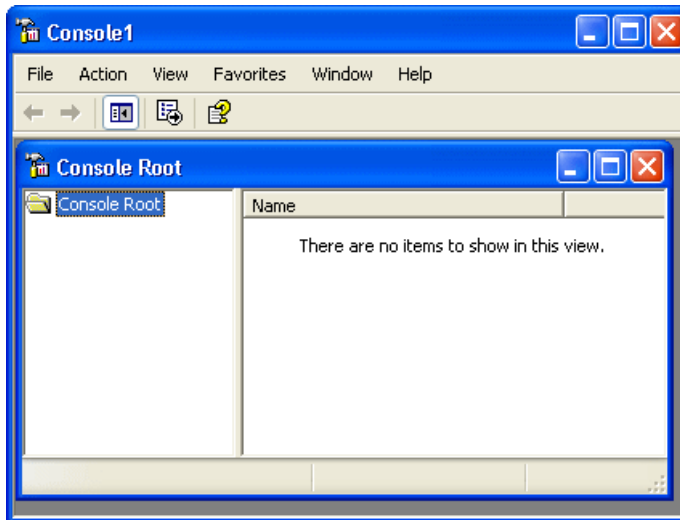 Console1
File Action View Favorites Window Help
Console Root
Console Root
Name
There are no items to show in this view.